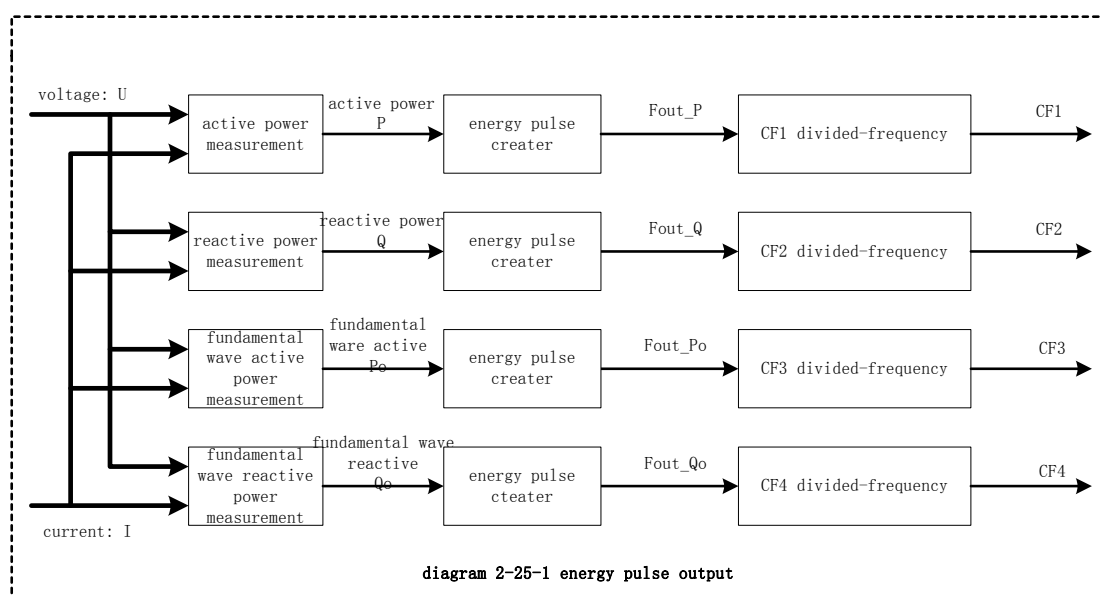 voltage: U
active power
measurement
active power
P
energy pulse
creater
Fout_P
CF1 divided-frequency
CF1
reactive power
measurement
reactive power
Q
energy pulse
creater
Fout_Q
CF2 divided-frequency
CF2
fundamental
wave active
power
measurement
fundamental
ware active
Po
energy pulse
creater
Fout_Po
CF3 divided-frequency
CF3
fundamental
wave reactive
power
measurement
fundamental wave
reactive
Qo
energy pulse
cteater
Fout_Qo
CF4 divided-frequency
CF4
current: I
diagram 2-25-1 energy pulse output